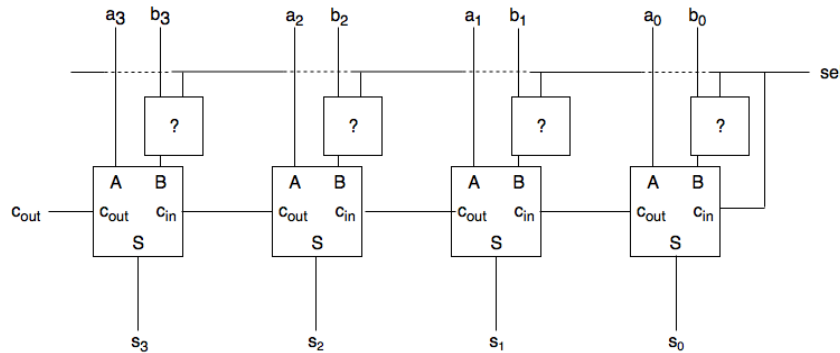 a3 b3 a2 b2 a1 b1 a0 b0
se
? ? ? ?
A B A B A B A B
cout cout cin cout cin cout cin cout cin
S S S S
s3 s2 s1 s0